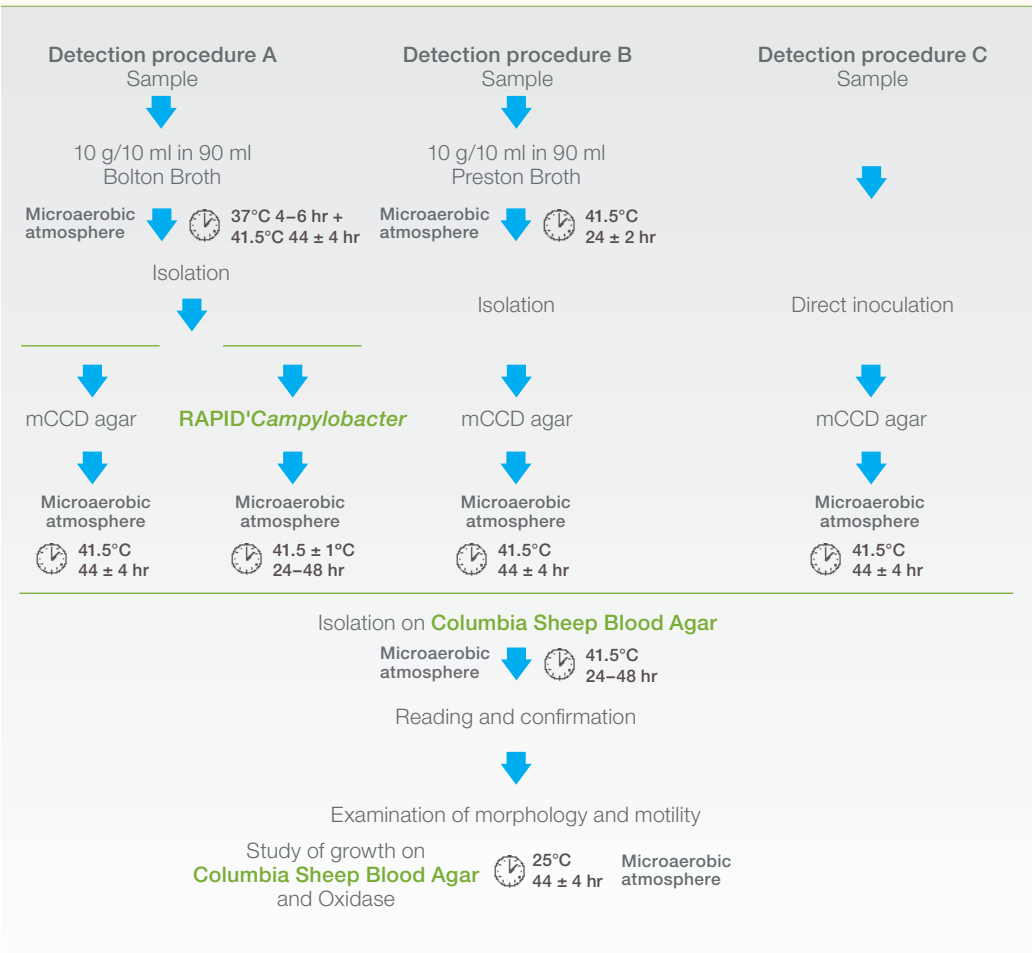 Detection procedure A
Sample
10 g/10 ml in 90 ml
Bolton Broth
Microaerobic
atmosphere
37°C 4–6 hr +
41.5°C 44 ± 4 hr
Isolation
mCCD agar
Microaerobic
atmosphere
41.5°C
44 ± 4 hr
RAPID'Campylobacter
Microaerobic
atmosphere
41.5 ± 1°C
24–48 hr
Detection procedure B
Sample
10 g/10 ml in 90 ml
Preston Broth
Microaerobic
atmosphere
41.5°C
24 ± 2 hr
Isolation
mCCD agar
Microaerobic
atmosphere
41.5°C
44 ± 4 hr
Detection procedure C
Sample
Direct inoculation
mCCD agar
Microaerobic
atmosphere
41.5°C
44 ± 4 hr
Isolation on Columbia Sheep Blood Agar
Microaerobic
atmosphere
41.5°C
24–48 hr
Reading and confirmation
Examination of morphology and motility
Study of growth on
Columbia Sheep Blood Agar
and Oxidase
25°C
44 ± 4 hr
Microaerobic
atmosphere